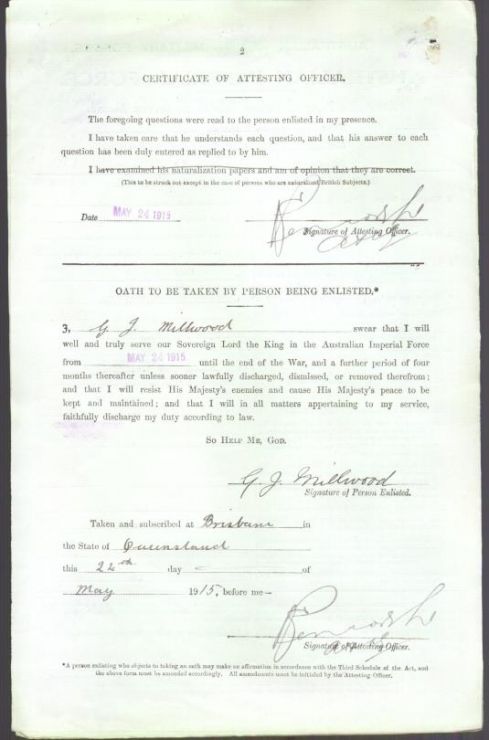 2
CERTIFICATE OF ATTESTING OFFICER.
The foregoing questions were read to the person enlisted in my presence.
I have taken care that he understands each question, and that his answer to each
question has been duly entered as replied to by him.
I have examined his naturalization papers and am of opinion that they are correct.
(This to be struck out except in the case of persons who are naturalized British Subjects.)
Date MAY 24 1915
Signature of Attesting Officer.
OATH TO BE TAKEN BY PERSON BEING ENLISTED.*
I, G J Millwood swear that I will
well and truly serve our Sovereign Lord the King in the Australian Imperial Force
from MAY 24 1915 until the end of the War, and a further period of four
months thereafter unless sooner lawfully discharged, dismissed, or removed therefrom;
and that I will resist His Majesty's enemies and cause His Majesty's peace to be
kept and maintained; and that I will in all matters appertaining to my service,
faithfully discharge my duty according to law.
SO HELP ME, GOD.
G. J. Millwood
Signature of Person Enlisted.
Taken and subscribed at Brisbane in
the State of Queensland
this 22nd day of
May 1915, before me—
Signature of Attesting Officer.
*A person enlisting who objects to taking an oath may make an affirmation in accordance with the Third Schedule of the Act, and
the above form must be amended accordingly. All amendments must be initialed by the Attesting Officer.